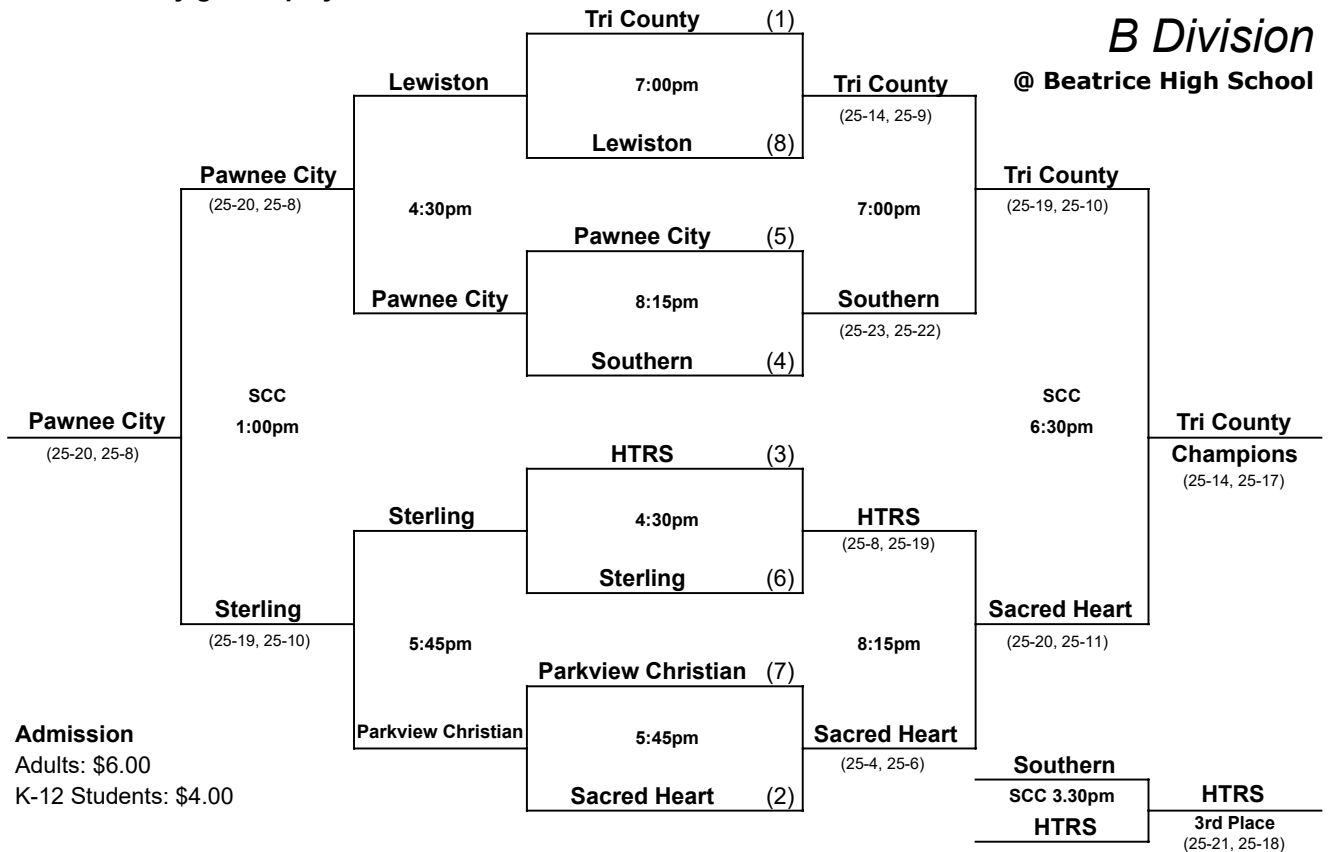 Tri County (1)
B Division
@ Beatrice High School
Lewiston
7:00pm
Tri County
(25-14, 25-9)
Lewiston (8)
Pawnee City
(25-20, 25-8)
4:30pm
7:00pm
Tri County
(25-19, 25-10)
Pawnee City (5)
Pawnee City
8:15pm
Southern
(25-23, 25-22)
Southern (4)
SCC
1:00pm
SCC
6:30pm
Pawnee City
(25-20, 25-8)
Tri County
Champions
(25-14, 25-17)
HTRS (3)
Sterling
4:30pm
HTRS
(25-8, 25-19)
Sterling (6)
Sterling
(25-19, 25-10)
5:45pm
8:15pm
Sacred Heart
(25-20, 25-11)
Parkview Christian (7)
Parkview Christian
5:45pm
Sacred Heart
(25-4, 25-6)
Sacred Heart (2)
Admission
Adults: $6.00
K-12 Students: $4.00
Southern
SCC 3.30pm
HTRS
HTRS
3rd Place
(25-21, 25-18)